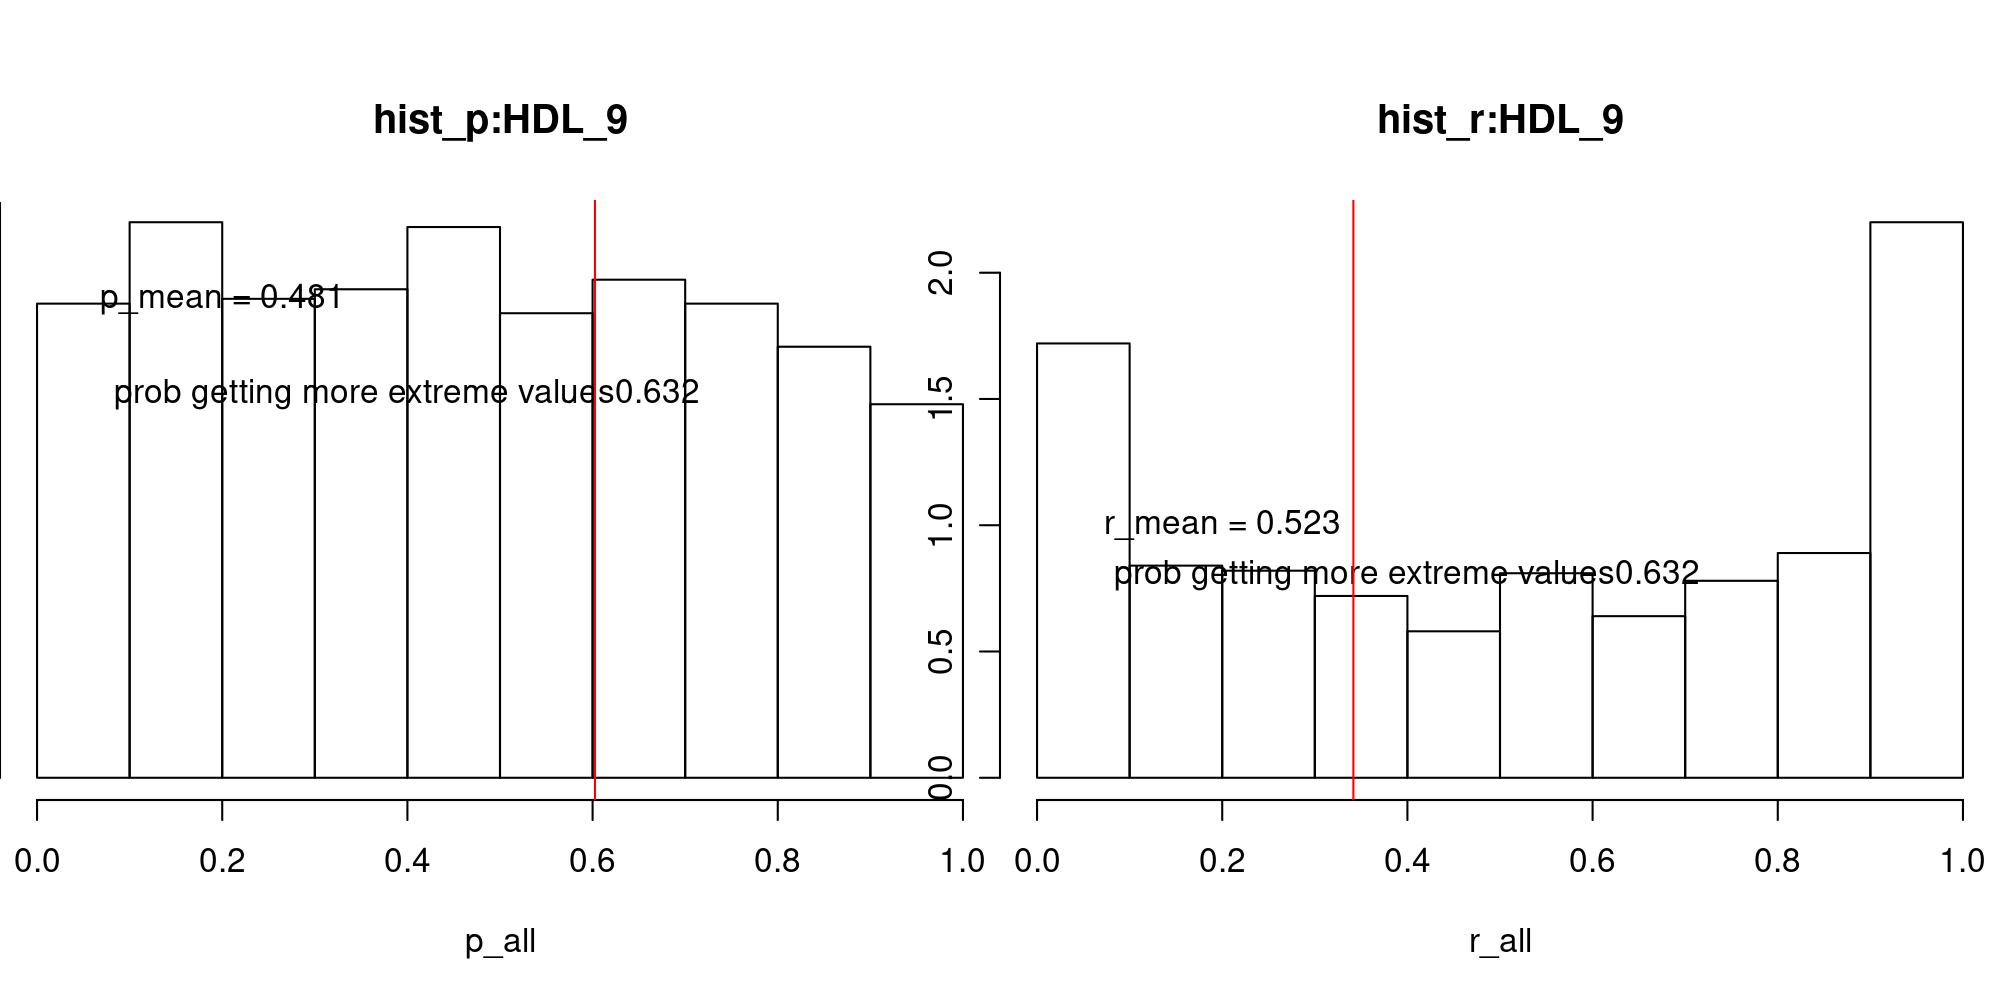 hist_p:HDL_9
p_mean = 0.481
prob getting more extreme values0.632
0.0 0.2 0.4 0.6 0.8 1.0
p_all
hist_r:HDL_9
2.0
1.5
1.0
0.5
0.0
r_mean = 0.523
prob getting more extreme values0.632
0.0 0.2 0.4 0.6 0.8 1.0
r_all